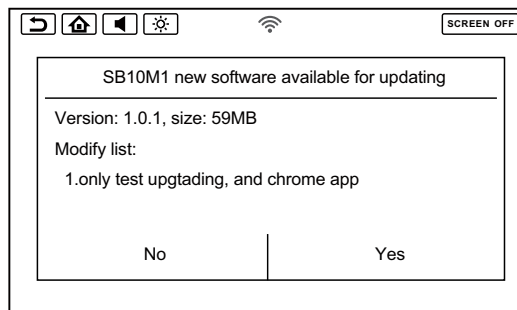 SCREEN OFF
SB10M1 new software available for updating
Version: 1.0.1, size: 59MB
Modify list:
1.only test upgtading, and chrome app
No
Yes